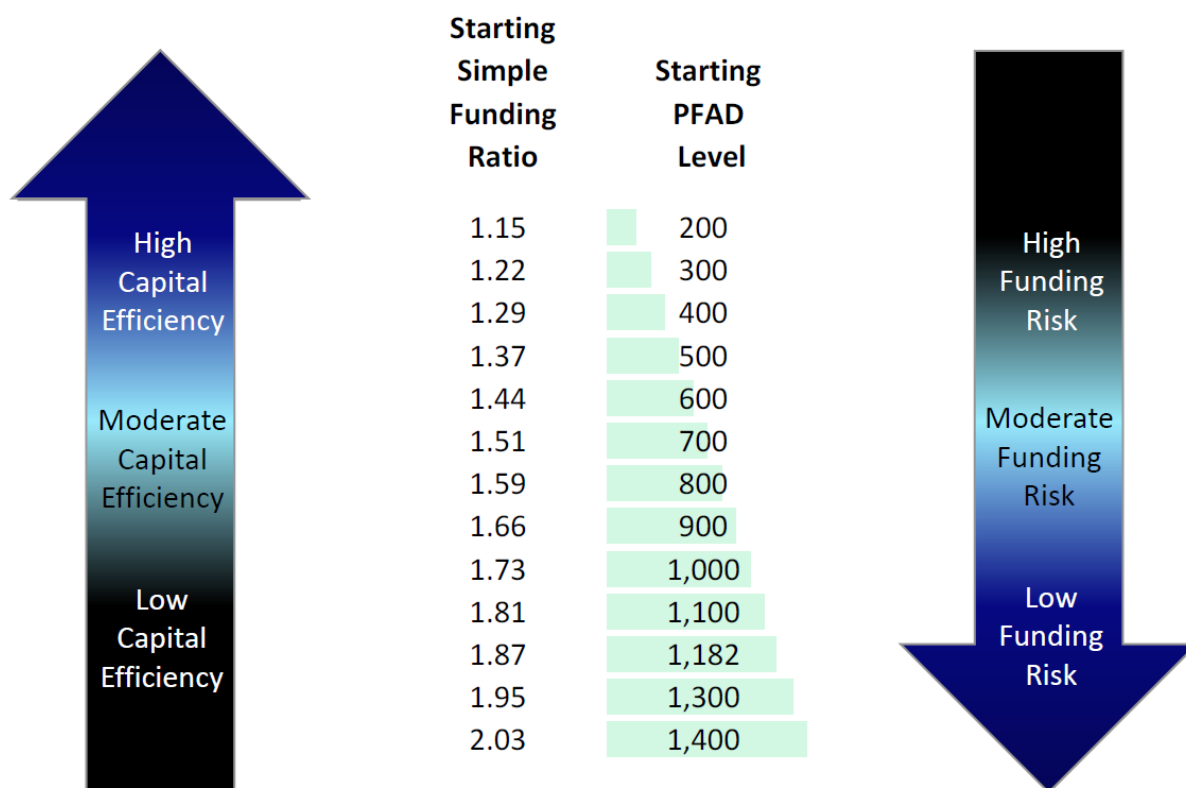 Starting
Simple
Funding
Ratio
Starting
PFAD
Level
1.15 200
1.22 300
1.29 400
1.37 500
1.44 600
1.51 700
1.59 800
1.66 900
1.73 1,000
1.81 1,100
1.87 1,182
1.95 1,300
2.03 1,400
High
Capital
Efficiency
Moderate
Capital
Efficiency
Low
Capital
Efficiency
High
Funding
Risk
Moderate
Funding
Risk
Low
Funding
Risk